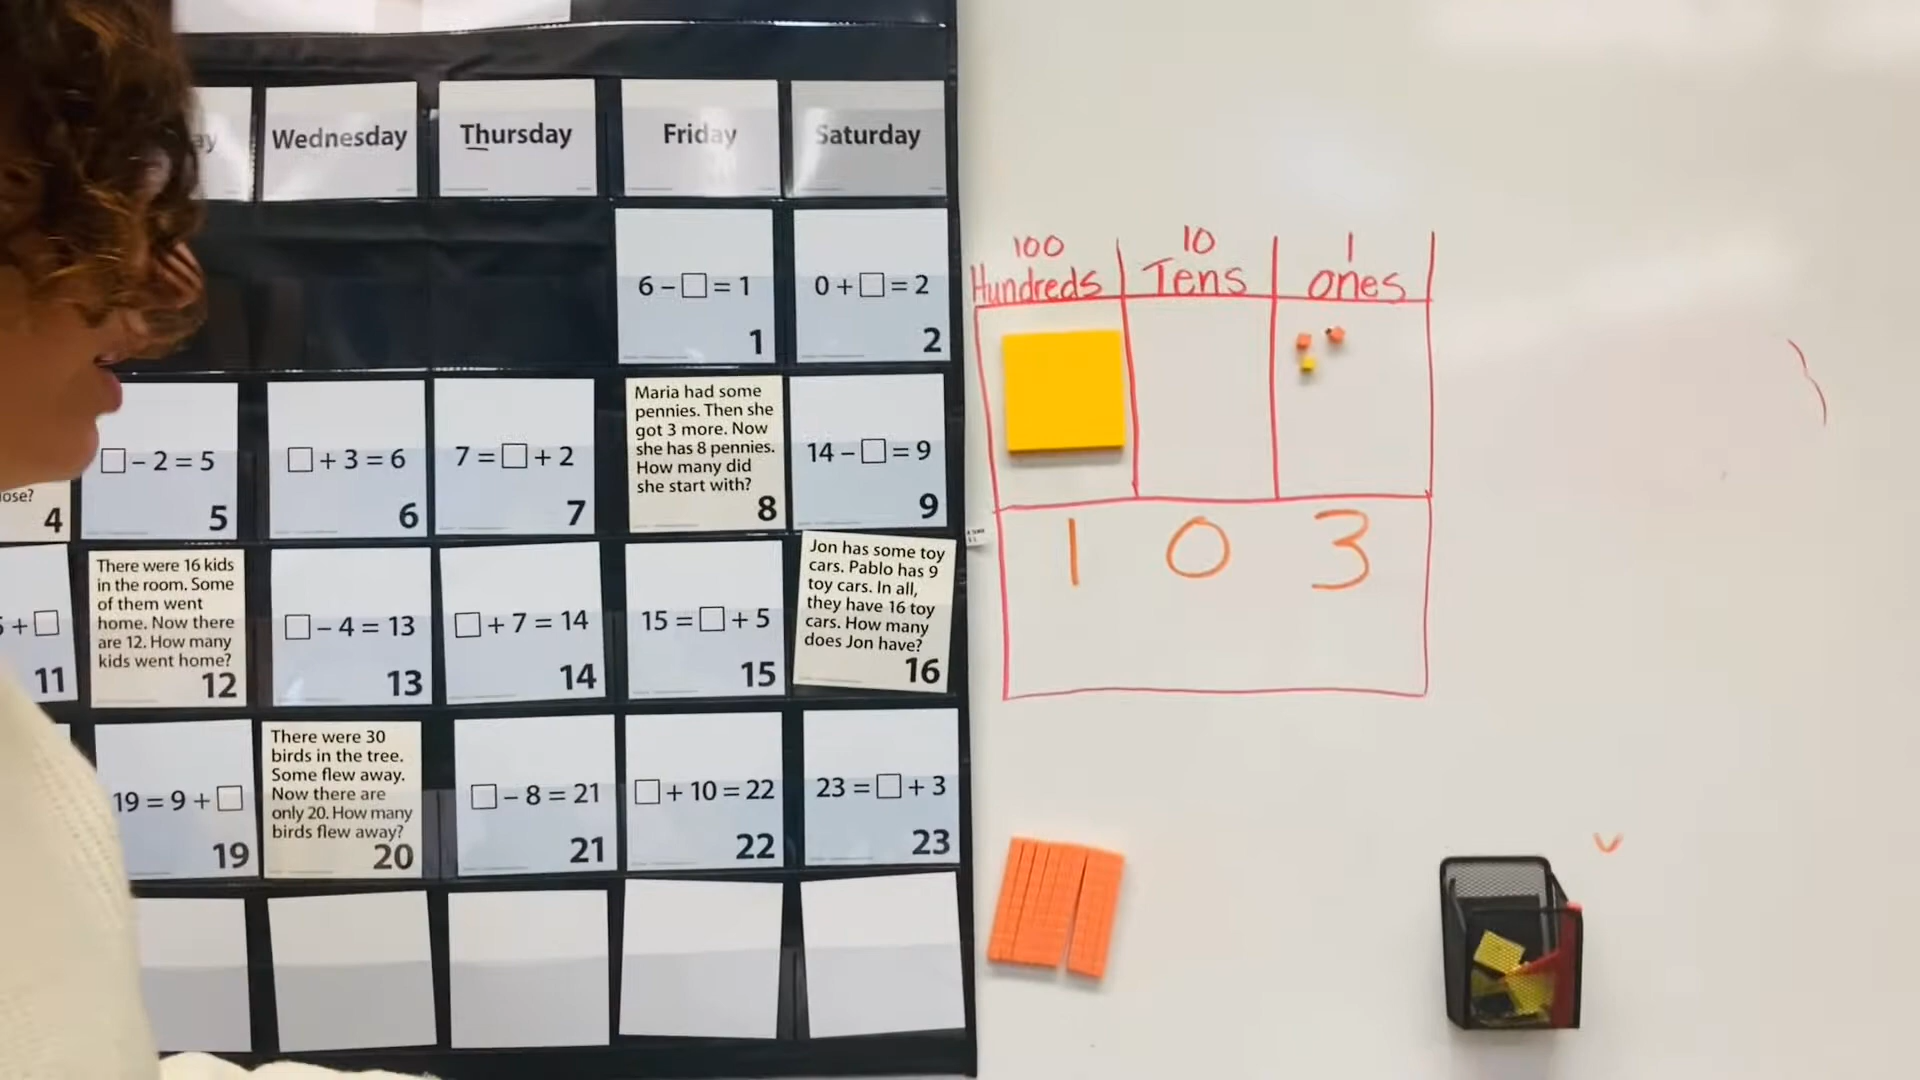 ay Wednesday Thursday Friday Saturday
6 – □ = 1
1
0 + □ = 2
2
ose?
4
□ – 2 = 5
5
□ + 3 = 6
6
7 = □ + 2
7
Maria had some
pennies. Then she
got 3 more. Now
she has 8 pennies.
How many did
she start with?
8
14 – □ = 9
9
+ □
11
There were 16 kids
in the room. Some
of them went
home. Now there
are 12. How many
kids went home?
12
□ – 4 = 13
13
□ + 7 = 14
14
15 = □ + 5
15
Jon has some toy
cars. Pablo has 9
toy cars. In all,
they have 16 toy
cars. How many
does Jon have?
16
19 = 9 + □
19
There were 30
birds in the tree.
Some flew away.
Now there are
only 20. How many
birds flew away?
20
□ – 8 = 21
21
□ + 10 = 22
22
23 = □ + 3
23
100 10 1
Hundreds Tens ones
1 0 3